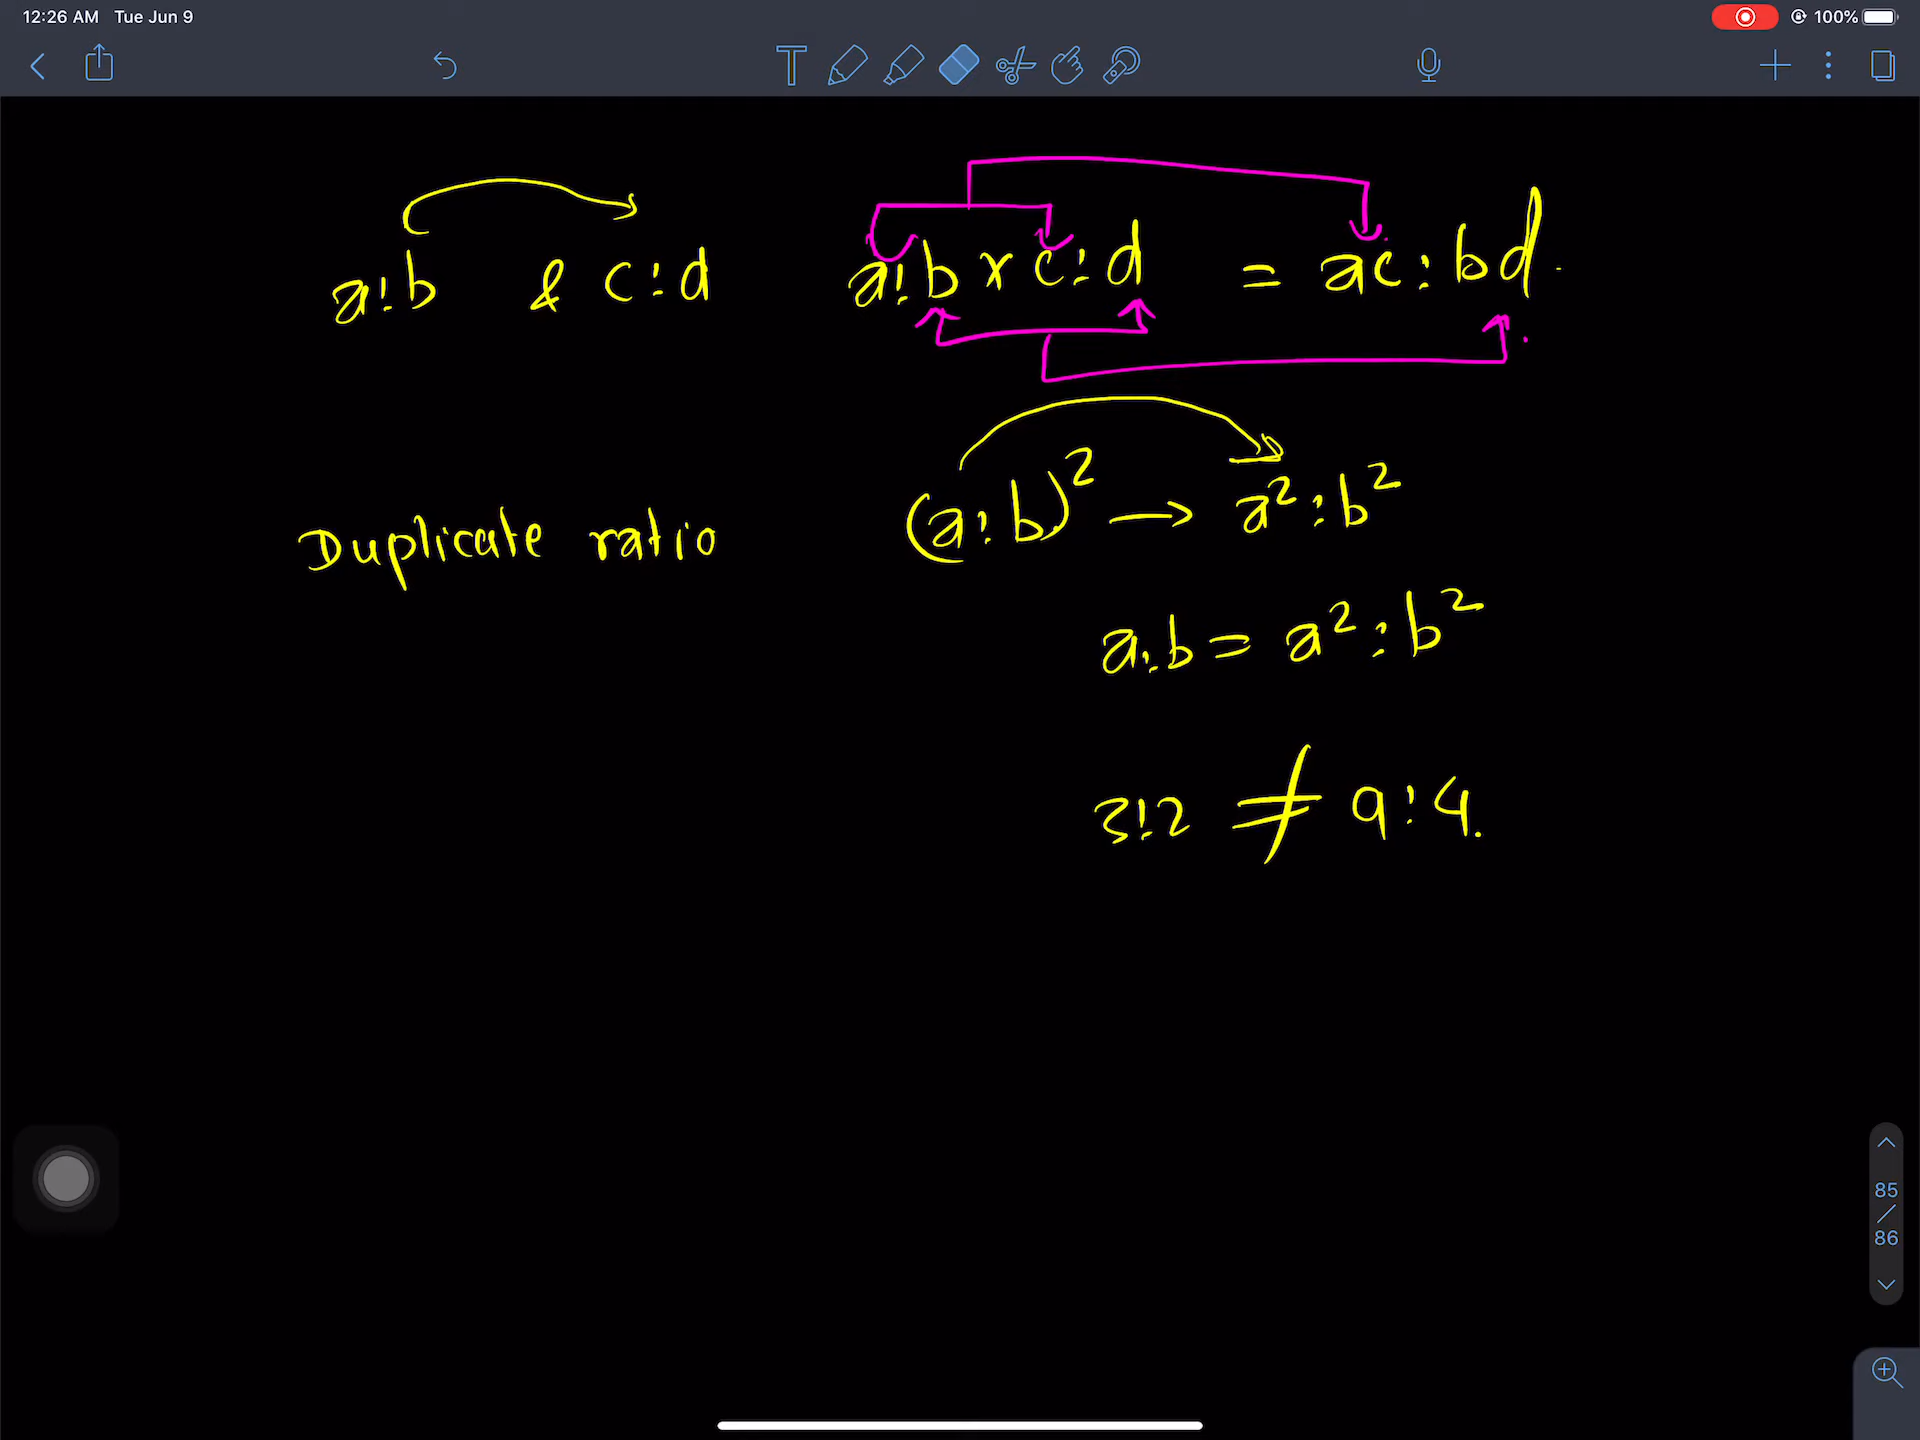 12:26 AM Tue Jun 9 100%
a:b & c:d a:b x c:d = ac:bd.
Duplicate ratio (a:b)² → a²:b²
a:b = a²:b²
3:2 ≠ 9:4.
85
/
86